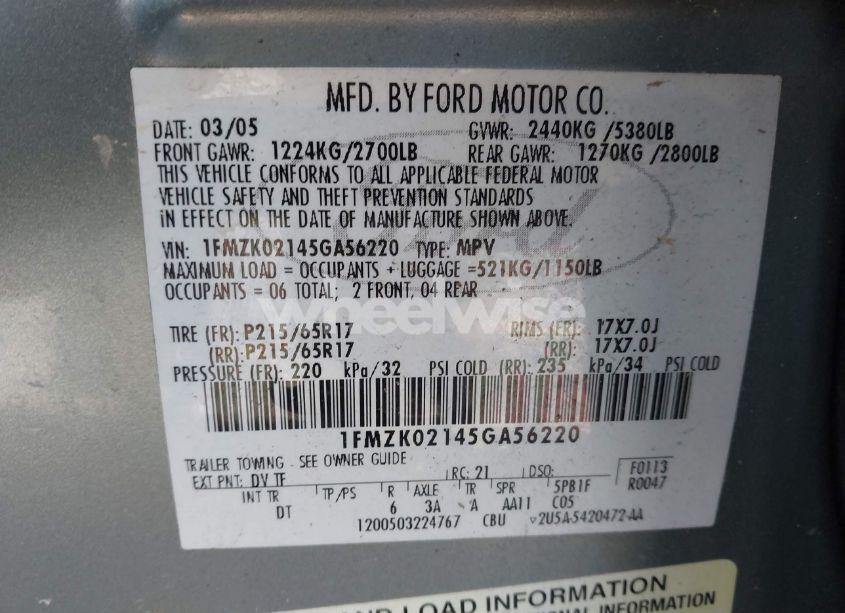 MFD. BY FORD MOTOR CO.
DATE: 03/05 GVWR: 2440KG /5380LB
FRONT GAWR: 1224KG/2700LB REAR GAWR: 1270KG /2800LB
THIS VEHICLE CONFORMS TO ALL APPLICABLE FEDERAL MOTOR
VEHICLE SAFETY AND THEFT PREVENTION STANDARDS
IN EFFECT ON THE DATE OF MANUFACTURE SHOWN ABOVE.
VIN: 1FMZK02145GA56220 TYPE: MPV
MAXIMUM LOAD = OCCUPANTS + LUGGAGE =521KG/1150LB
OCCUPANTS = 06 TOTAL; 2 FRONT, 04 REAR
wheelwise
TIRE (FR): P215/65R17 RIMS (FR): 17X7.0J
(RR): P215/65R17 (RR): 17X7.0J
PRESSURE (FR): 220 kPa/32 PSI COLD (RR): 235 kPa/34 PSI COLD
1FMZK02145GA56220
TRAILER TOWING - SEE OWNER GUIDE
EXT PNT: DV TF RC: 21 DSO: F0113
R0047
INT TR TP/PS R AXLE TR SPR 5PB1F
DT 6 3A A AA11 C05
1200503224767 CBU v2U5A-5420472-AA
AND LOAD INFORMATION
ONAL INFORMATION